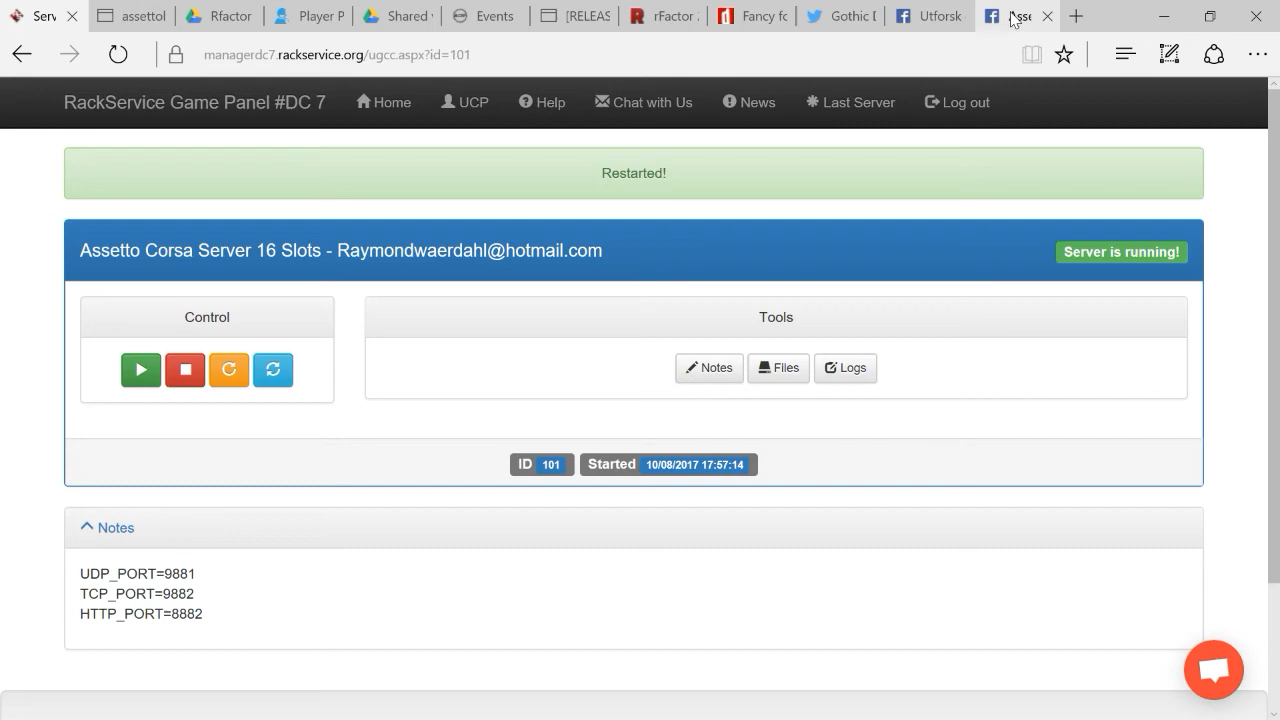 Serv
assettol
Rfactor
Player P
Shared
Events
[RELEAS
rFactor
Fancy fo
Gothic D
Utforsk
Asse
managerdc7.rackservice.org/ugcc.aspx?id=101
RackService Game Panel #DC 7
Home
UCP
Help
Chat with Us
News
Last Server
Log out
Restarted!
Assetto Corsa Server 16 Slots - Raymondwaerdahl@hotmail.com
Server is running!
Control
Tools
Notes
Files
Logs
ID 101
Started 10/08/2017 17:57:14
Notes
UDP_PORT=9881
TCP_PORT=9882
HTTP_PORT=8882